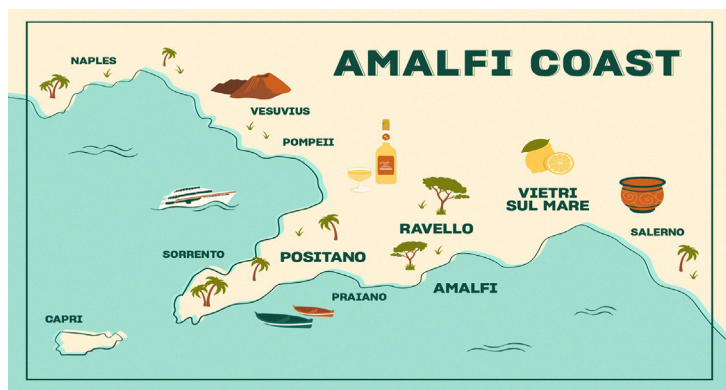 AMALFI COAST
NAPLES
VESUVIUS
POMPEII
VIETRI
SUL MARE
RAVELLO
SALERNO
SORRENTO
POSITANO
PRAIANO
AMALFI
CAPRI